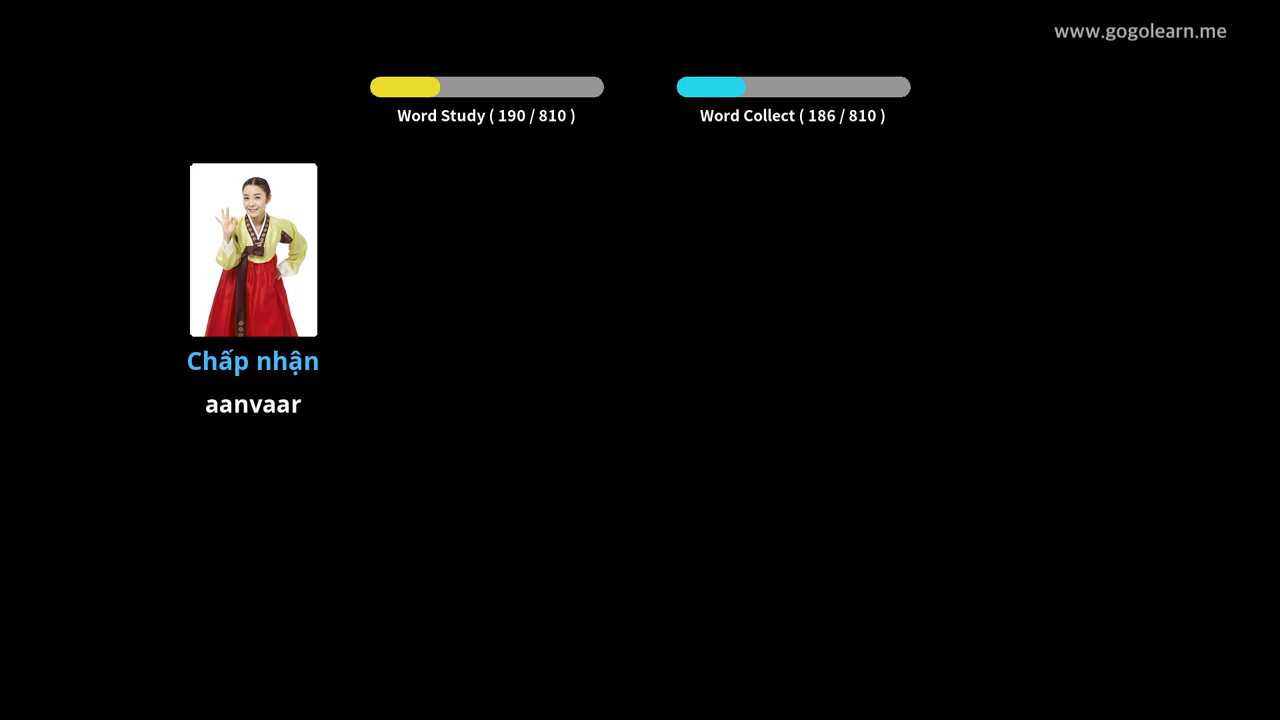 www.gogolearn.me
Word Study ( 190 / 810 )
Word Collect ( 186 / 810 )
Chấp nhận
aanvaar